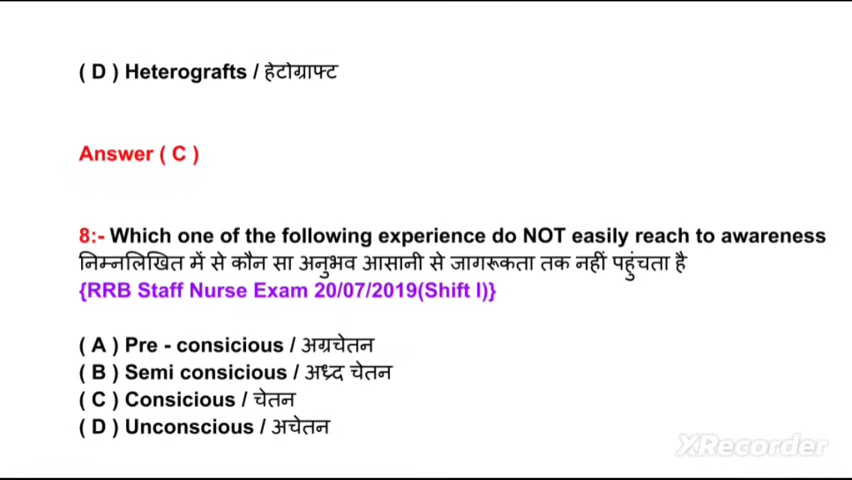 ( D ) Heterografts / हेटोग्राफ्ट
Answer ( C )
8:- Which one of the following experience do NOT easily reach to awareness
निम्नलिखित में से कौन सा अनुभव आसानी से जागरूकता तक नहीं पहुंचता है
{RRB Staff Nurse Exam 20/07/2019(Shift I)}
( A ) Pre - consicious / अग्रचेतन
( B ) Semi consicious / अध्र्द चेतन
( C ) Consicious / चेतन
( D ) Unconscious / अचेतन
XRecorder